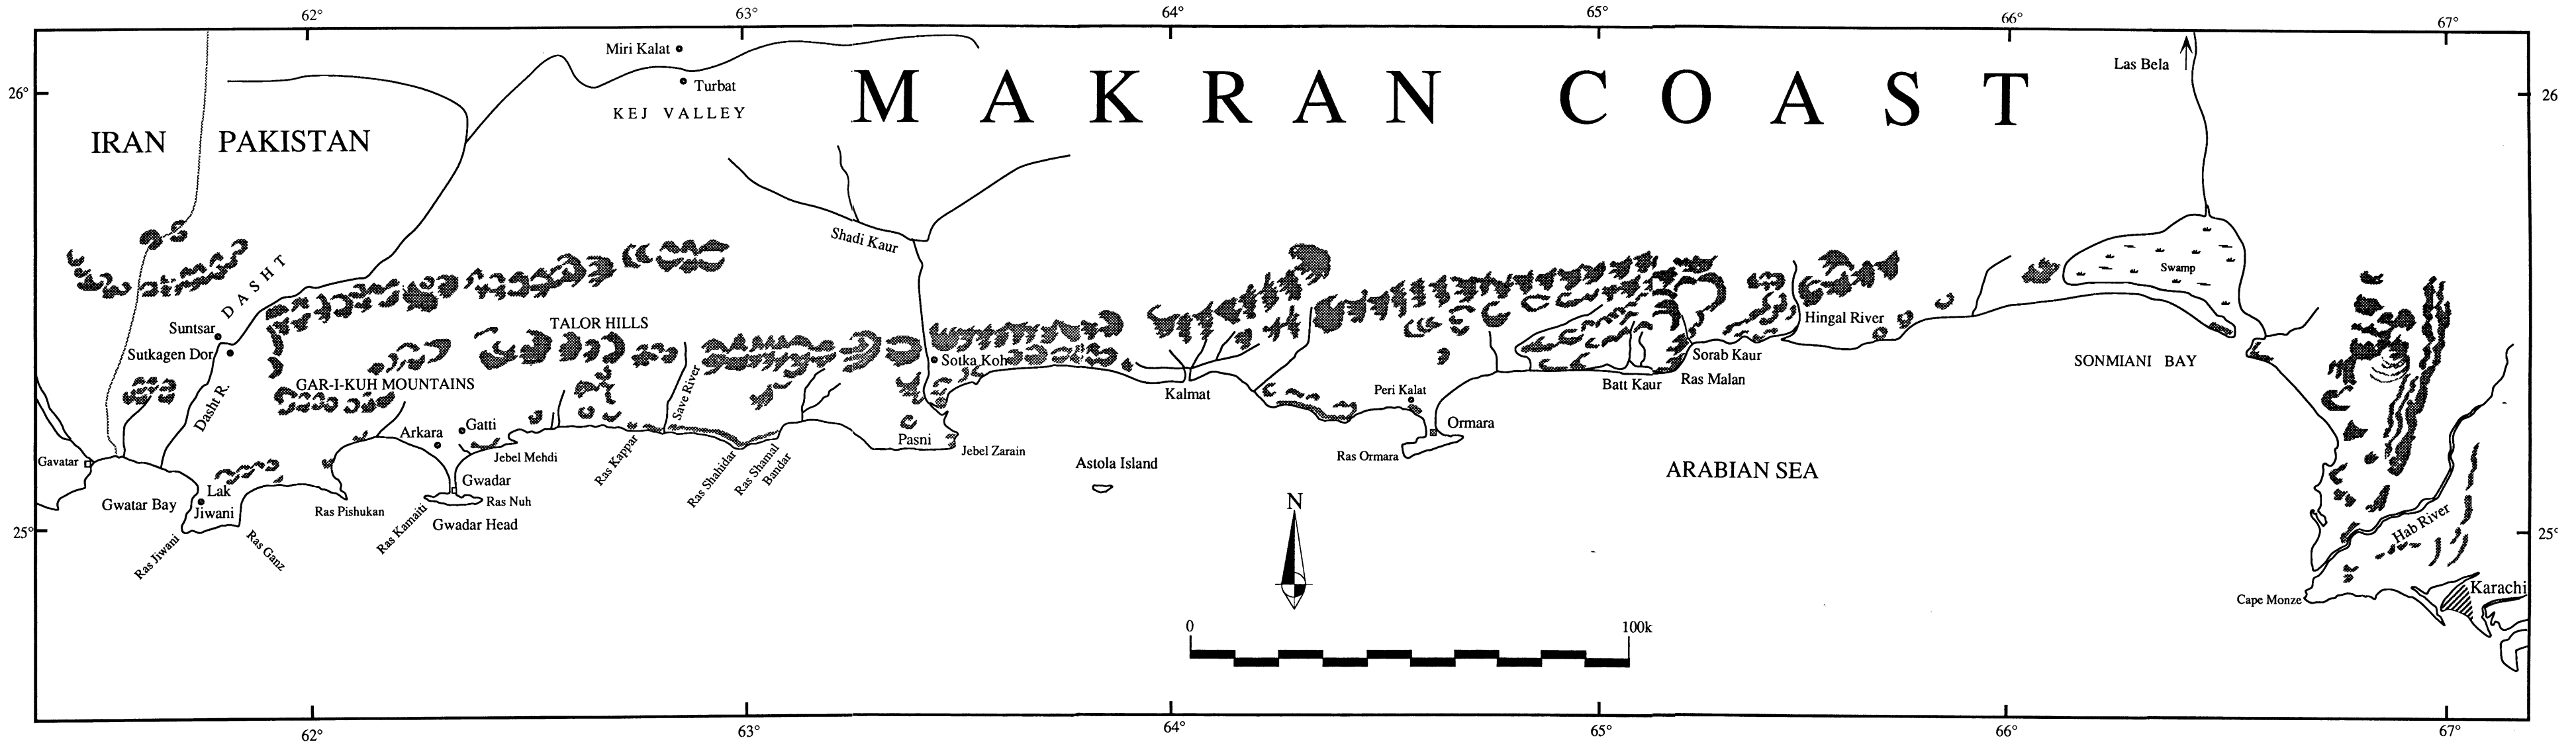 62°
63°
64°
65°
66°
67°
Miri Kalat
Turbat
KEJ VALLEY
MAKRAN COAST
Las Bela
26°
26
IRAN
PAKISTAN
Shadi Kaur
DASHT
Swamp
Suntsar
Sutkagen Dor
TALOR HILLS
Hingal River
Sotka Koh
Sorab Kaur
SONMIANI BAY
GAR-I-KUH MOUNTAINS
Dasht R.
Save River
Kalmat
Peri Kalat
Batt Kaur
Ras Malan
Arkara
Gatti
Ormara
Pasni
Jebel Zarain
Jebel Mehdi
Gavatar
Ras Kappar
Ras Shahidar
Ras Shamal
Bandar
Astola Island
Ras Ormara
ARABIAN SEA
Gwatar Bay
Lak
Jiwani
Gwadar
Ras Nuh
Ras Pishukan
Ras Kamaiti
Gwadar Head
N
25°
25°
Hab River
Ras Jiwani
Ras Ganz
Cape Monze
Karachi
0
100k
62°
63°
64°
65°
66°
67°